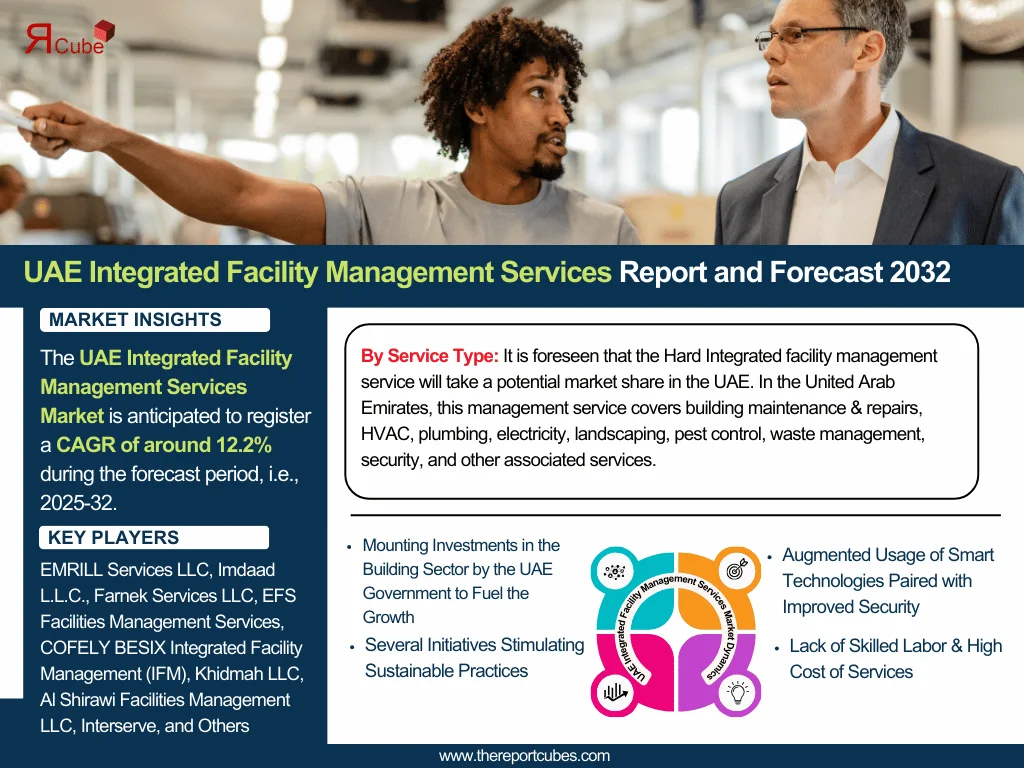 R Cube
UAE Integrated Facility Management Services Report and Forecast 2032
MARKET INSIGHTS
The UAE Integrated Facility
Management Services
Market is anticipated to register
a CAGR of around 12.2%
during the forecast period, i.e.,
2025-32.
KEY PLAYERS
EMRILL Services LLC, Imdaad
L.L.C., Farnek Services LLC, EFS
Facilities Management Services,
COFELY BESIX Integrated Facility
Management (IFM), Khidmah LLC,
Al Shirawi Facilities Management
LLC, Interserve, and Others
By Service Type: It is foreseen that the Hard Integrated facility management
service will take a potential market share in the UAE. In the United Arab
Emirates, this management service covers building maintenance & repairs,
HVAC, plumbing, electricity, landscaping, pest control, waste management,
security, and other associated services.
• Mounting Investments in the
Building Sector by the UAE
Government to Fuel the
Growth
• Several Initiatives Stimulating
Sustainable Practices
UAE Integrated Facility Management Services Market Dynamics
• Augmented Usage of Smart
Technologies Paired with
Improved Security
• Lack of Skilled Labor & High
Cost of Services
www.thereportcubes.com